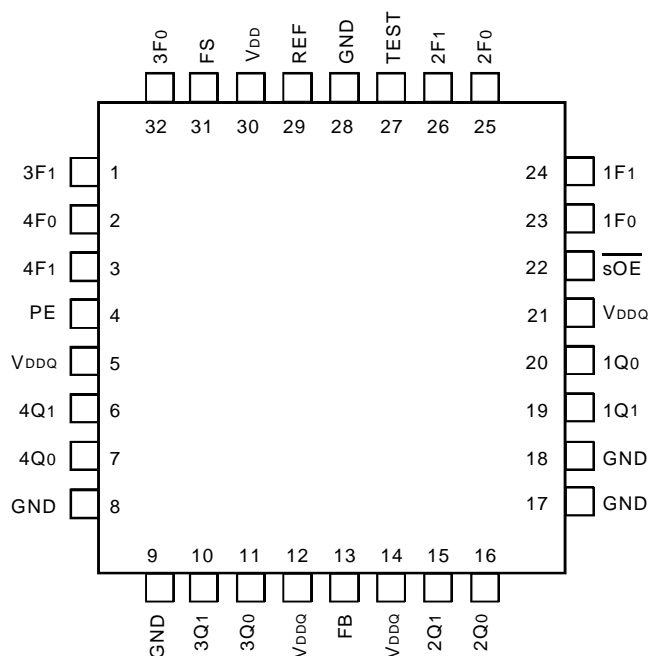 3F0 FS VDD REF GND TEST 2F1 2F0
32 31 30 29 28 27 26 25
3F1 1 24 1F1
4F0 2 23 1F0
4F1 3 22 sOE
PE 4 21 VDDQ
VDDQ 5 20 1Q0
4Q1 6 19 1Q1
4Q0 7 18 GND
GND 8 17 GND
9 10 11 12 13 14 15 16
GND 3Q1 3Q0 VDDQ FB VDDQ 2Q1 2Q0